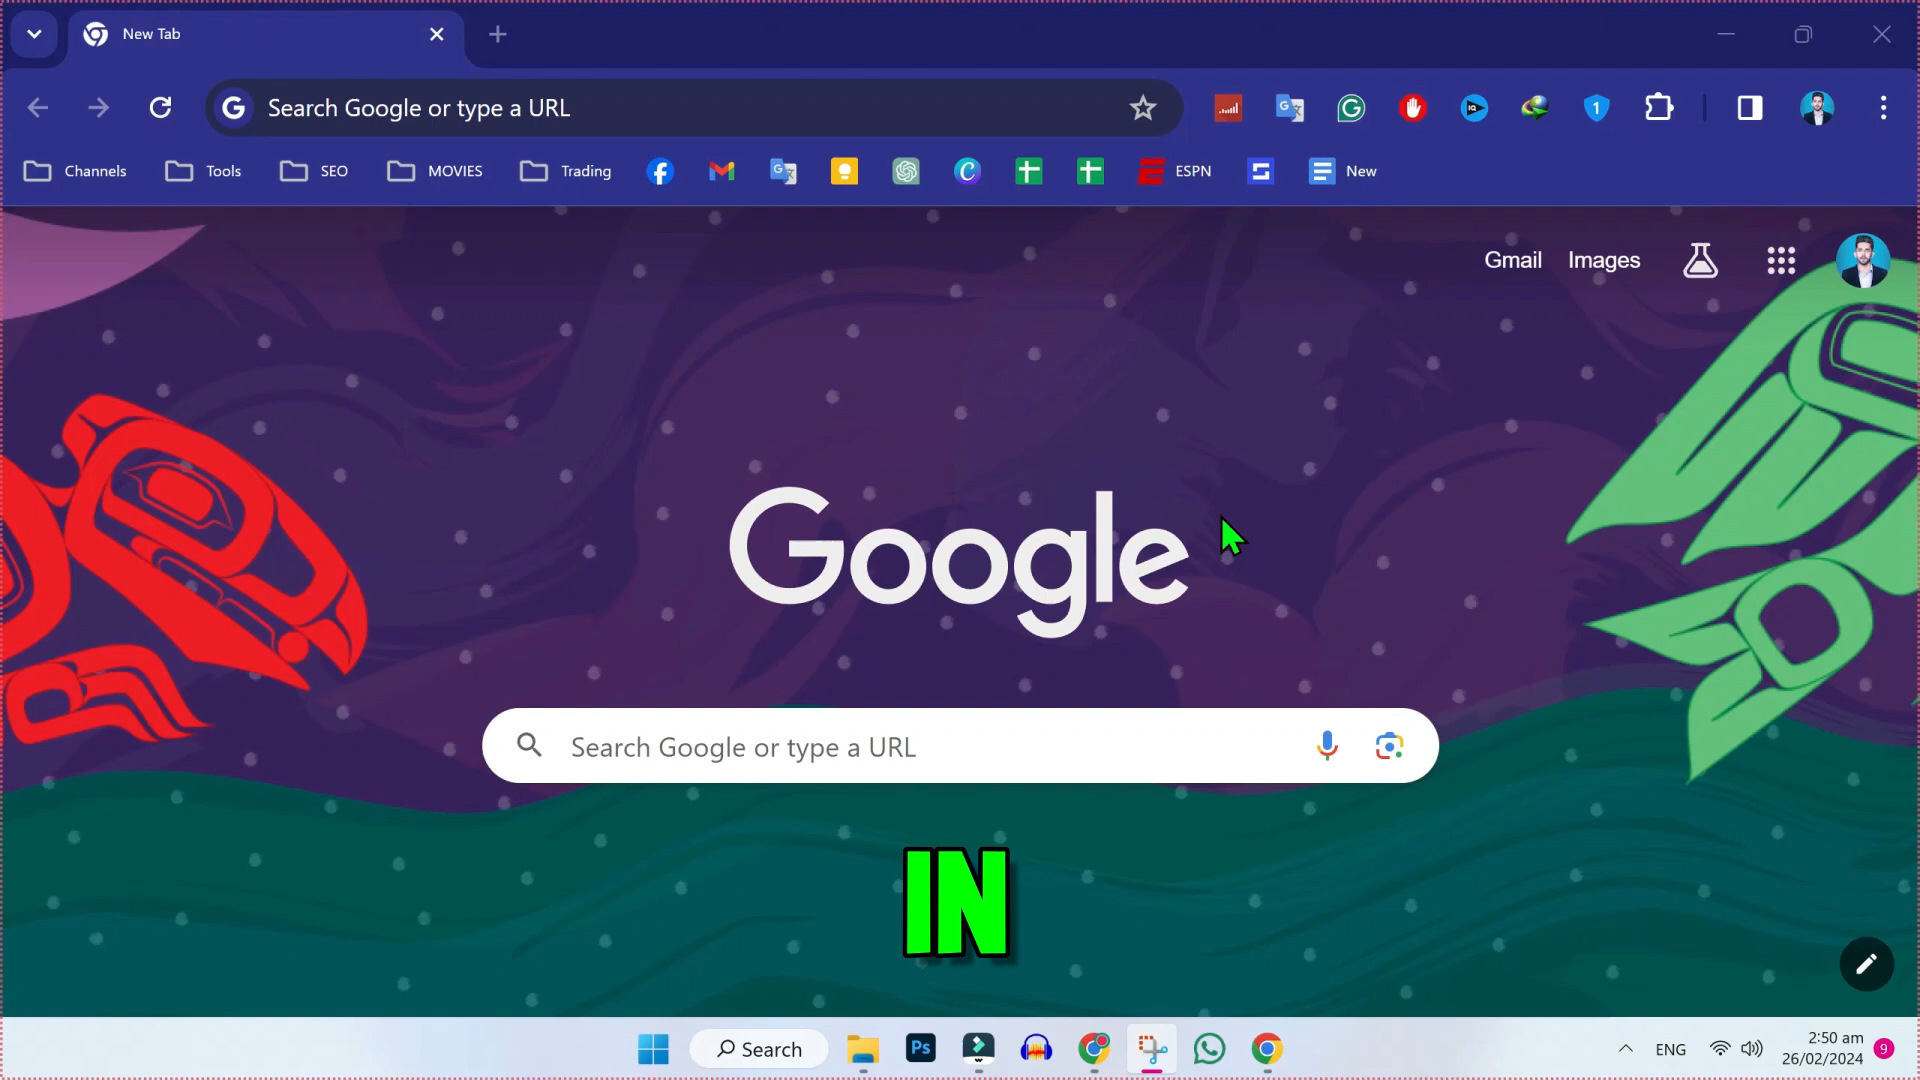 New Tab
Search Google or type a URL
Channels Tools SEO MOVIES Trading ESPN New
Gmail Images
Google
Search Google or type a URL
IN
Search
Ps
ENG
2:50 am
26/02/2024
9